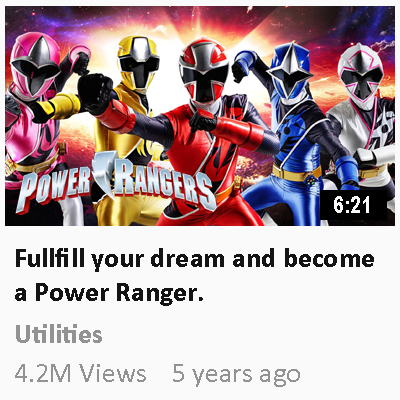 POWER RANGERS
6:21
Fullfill your dream and become
a Power Ranger.
Utilities
4.2M Views 5 years ago